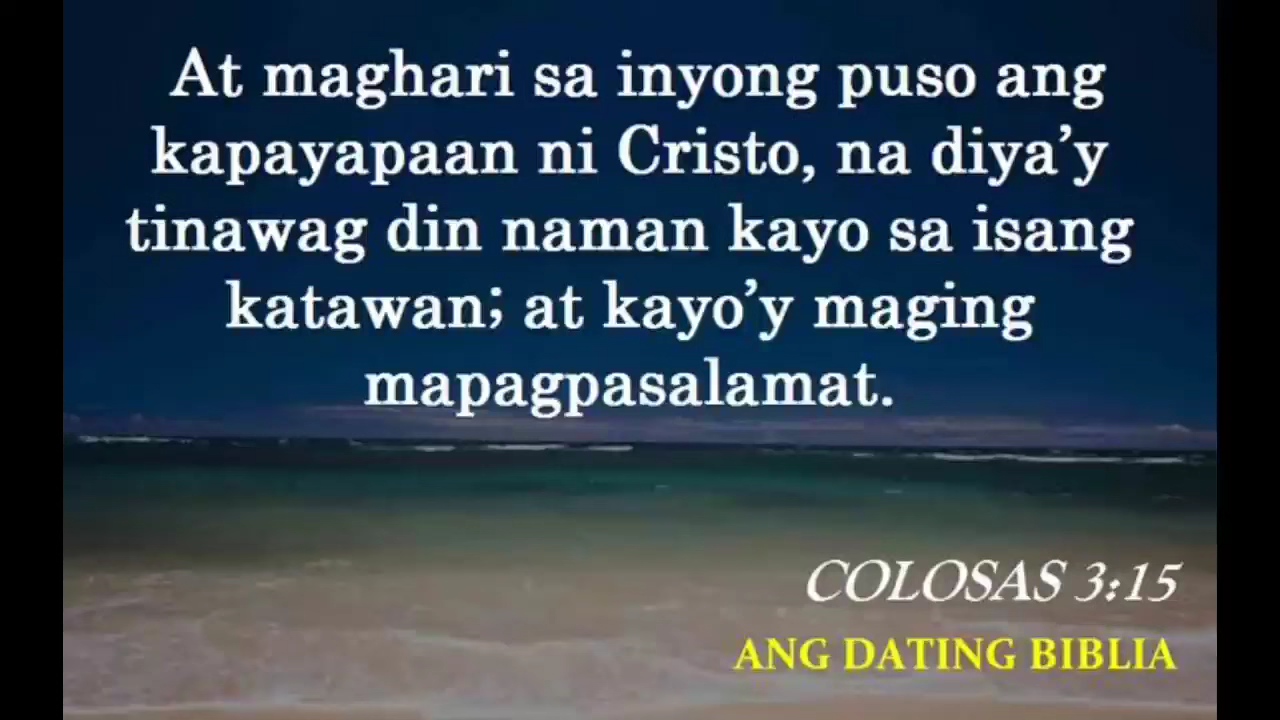 At maghari sa inyong puso ang
kapayapaan ni Cristo, na diya’y
tinawag din naman kayo sa isang
katawan; at kayo’y maging
mapagpasalamat.
COLOSAS 3:15
ANG DATING BIBLIA